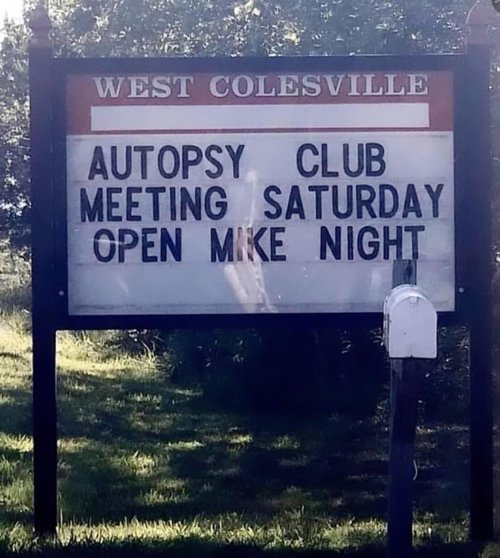 WEST COLESVILLE
AUTOPSY CLUB
MEETING SATURDAY
OPEN MIKE NIGHT